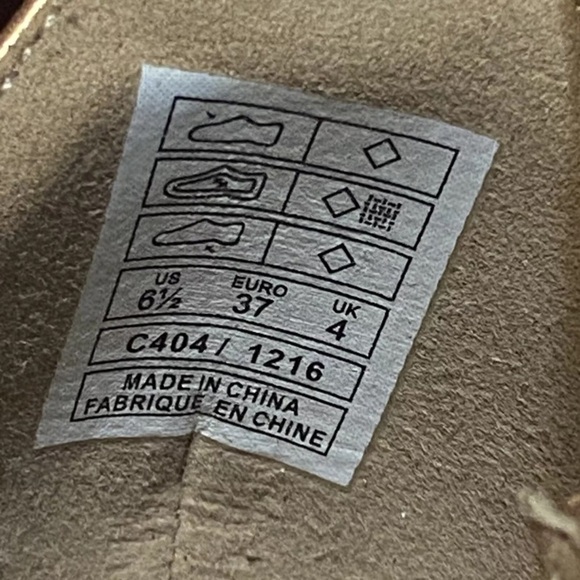 US EURO UK
6½ 37 4
C404 / 1216
MADE IN CHINA
FABRIQUE EN CHINE